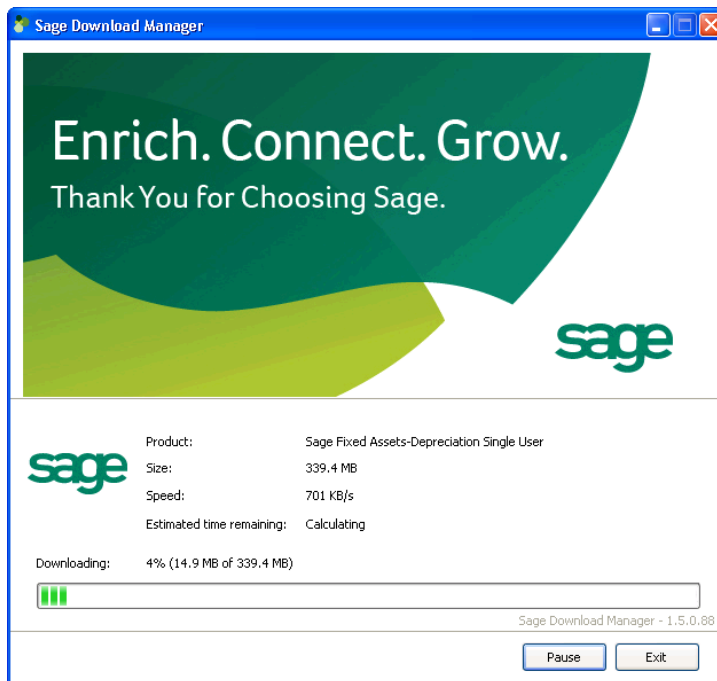 Sage Download Manager
Enrich. Connect. Grow.
Thank You for Choosing Sage.
sage
sage
Product: Sage Fixed Assets-Depreciation Single User
Size: 339.4 MB
Speed: 701 KB/s
Estimated time remaining: Calculating
Downloading: 4% (14.9 MB of 339.4 MB)
Sage Download Manager - 1.5.0.88
Pause Exit